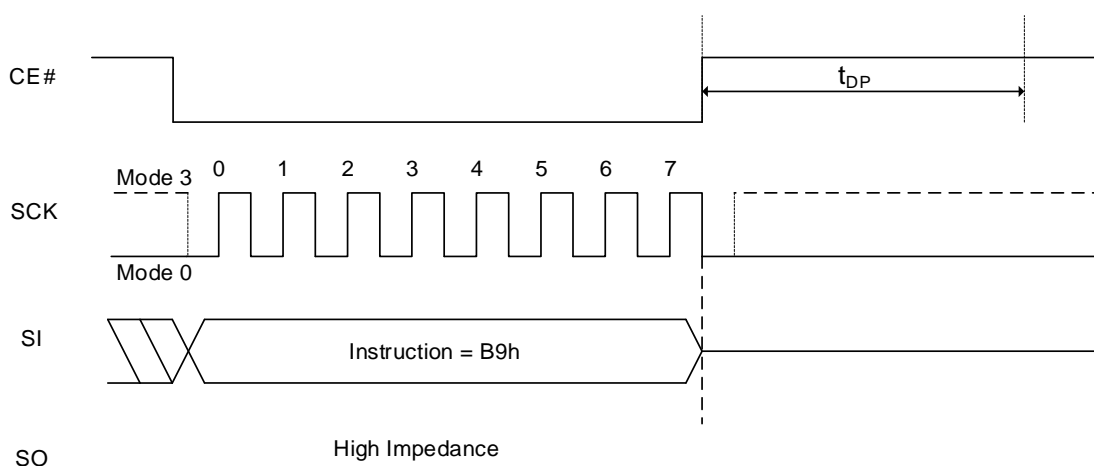 CE#
tDP
0 1 2 3 4 5 6 7
Mode 3
SCK
Mode 0
SI
Instruction = B9h
High Impedance
SO